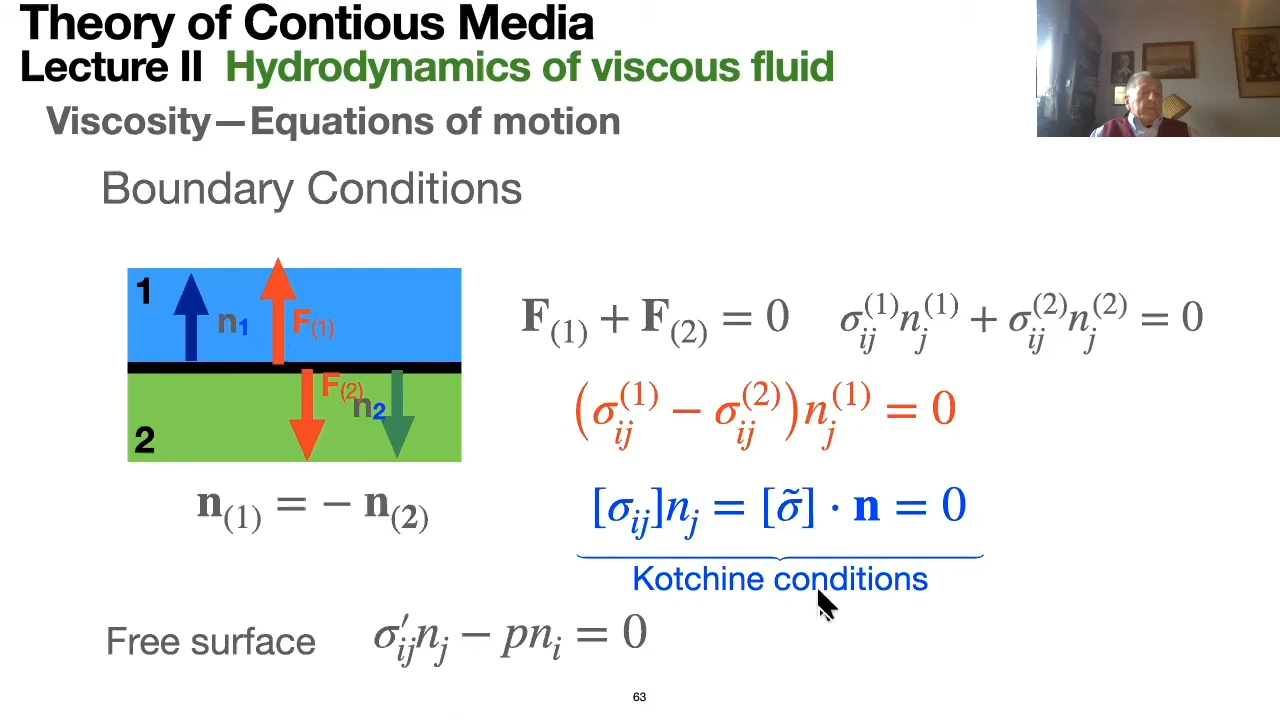 Theory of Contious Media
Lecture II Hydrodynamics of viscous fluid
Viscosity—Equations of motion
Boundary Conditions
1
n1
F(1)
F(2)
n2
2
n(1) = − n(2)
F(1) + F(2) = 0
σij(1)nj(1) + σij(2)nj(2) = 0
(σij(1) − σij(2))nj(1) = 0
[σij]nj = [σ̃] · n = 0
Kotchine conditions
Free surface σ′ijnj − pni = 0
63